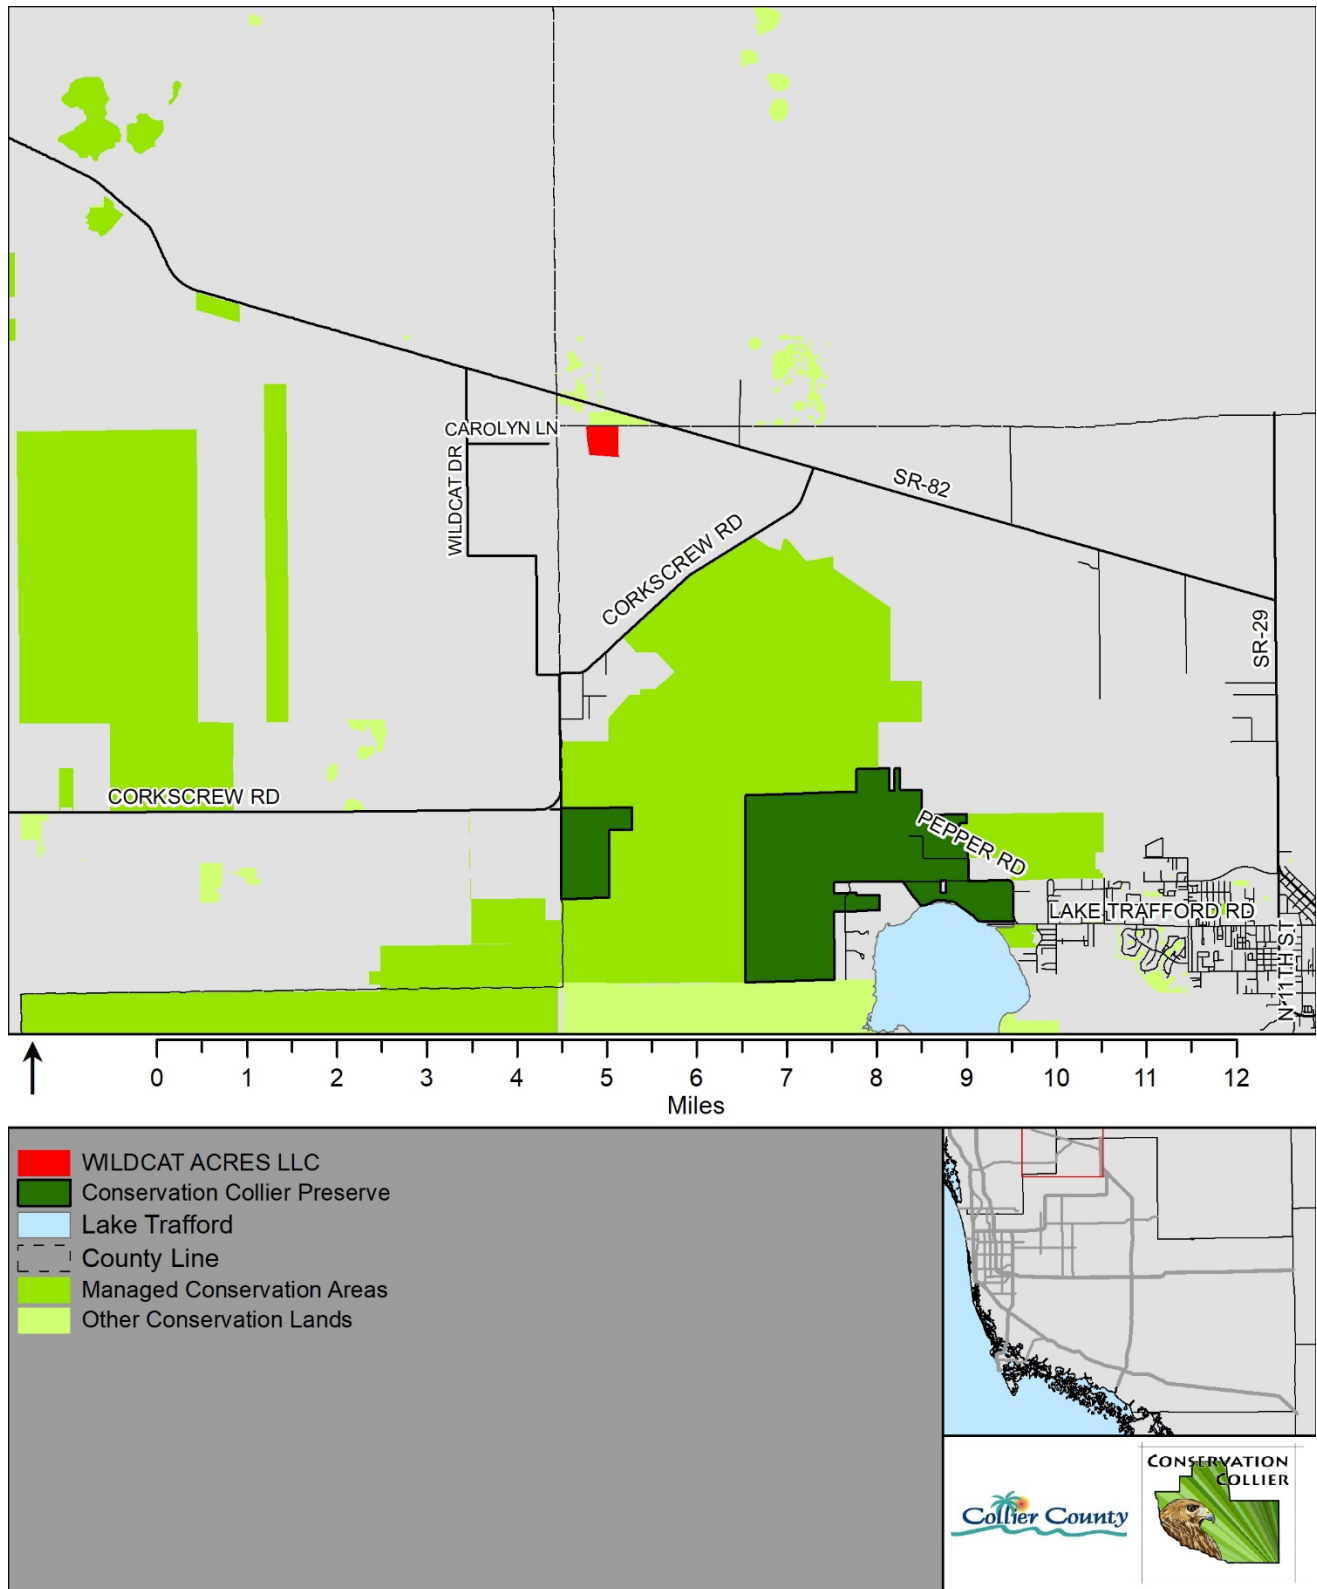 CAROLYN LN
WILDCAT DR
SR-82
CORKSCREW RD
SR-29
CORKSCREW RD
PEPPER RD
LAKE TRAFFORD RD
N 11TH ST
0 1 2 3 4 5 6 7 8 9 10 11 12
Miles
WILDCAT ACRES LLC
Conservation Collier Preserve
Lake Trafford
County Line
Managed Conservation Areas
Other Conservation Lands
Collier County
CONSERVATION
COLLIER